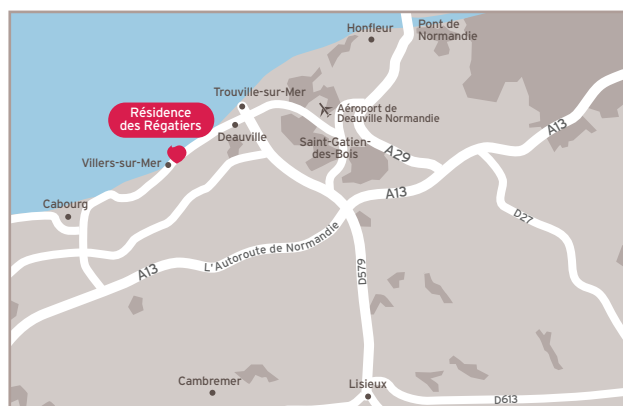 Honfleur
Pont de
Normandie
Trouville-sur-Mer
Résidence
des Régatiers
Aéroport de
Deauville Normandie
A13
Deauville
Saint-Gatien-
des-Bois
A29
Villers-sur-Mer
A13
Cabourg
D27
L'Autoroute de Normandie
A13
D579
Cambremer
Lisieux
D613